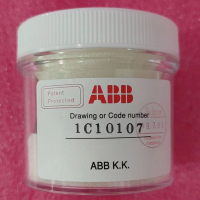 Patent
Protected
ABB
Drawing or Code number
1C10107
ABB K.K.